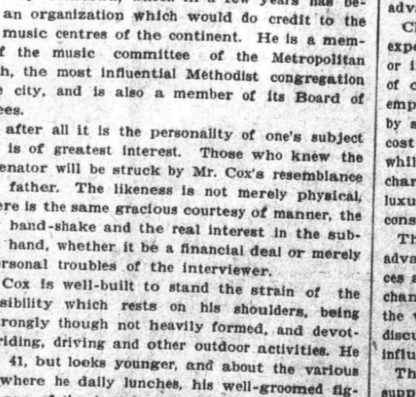 an organization which would do credit to the
music centres of the continent. He is a mem-
f the music committee of the Metropolitan
h, the most influential Methodist congregation
e city, and is also a member of its Board of
ees.
after all it is the personality of one's subject
is of greatest interest. Those who knew the
enator will be struck by Mr. Cox's resemblance
father. The likeness is not merely physical,
ere is the same gracious courtesy of manner, the
hand-shake and the real interest in the sub-
hand, whether it be a financial deal or merely
rsonal troubles of the interviewer.
Cox is well-built to stand the strain of the
sibility which rests on his shoulders, being
rongly though not heavily formed, and devot-
riding, driving and other outdoor activities. He
41, but looks younger, and about the various
where he daily lunches, his well-groomed fig-
adv
C
expe
or i
of c
emp
by s
cost
whil
char
luxu
cons
Th
adva
ces a
chan
the v
discu
influ
Th